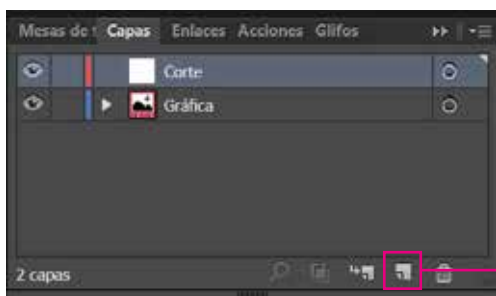 Mesas de t Capas Enlaces Acciones Glifos
Corte
Gráfica
2 capas